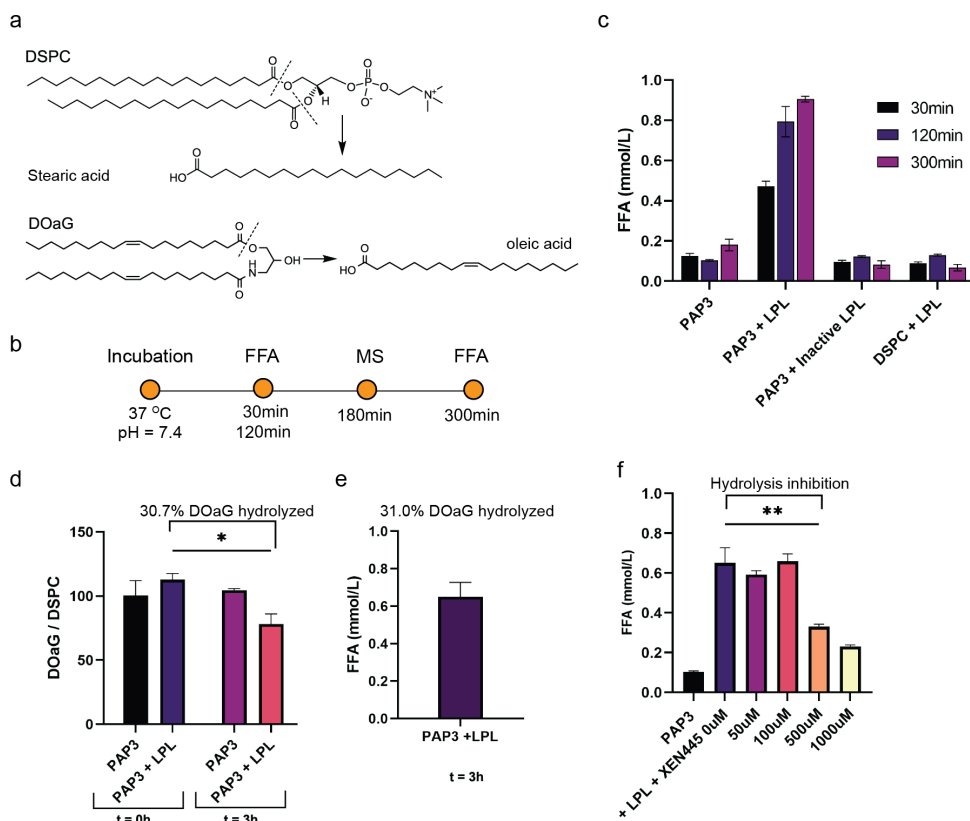 a
DSPC
O
O
O
H
O
P
O
O
O-
N+
Stearic acid
O
HO
DOaG
O
O
H
N
O
OH
oleic acid
O
HO
b
Incubation FFA MS FFA
37 °C 30min 180min 300min
pH = 7.4 120min
c
FFA (mmol/L)
1.0
0.8
0.6
0.4
0.2
0.0
30min
120min
300min
PAP3
PAP3 + LPL
PAP3 + Inactive LPL
DSPC + LPL
d
30.7% DOaG hydrolyzed
*
DOaG / DSPC
150
100
50
0
PAP3
PAP3 + LPL
PAP3
PAP3 + LPL
t = 0h t = 3h
e
31.0% DOaG hydrolyzed
FFA (mmol/L)
1.0
0.8
0.6
0.4
0.2
0.0
PAP3 +LPL
t = 3h
f
Hydrolysis inhibition
**
FFA (mmol/L)
1.0
0.8
0.6
0.4
0.2
0.0
PAP3
+ LPL + XEN445 0uM
50uM
100uM
500uM
1000uM